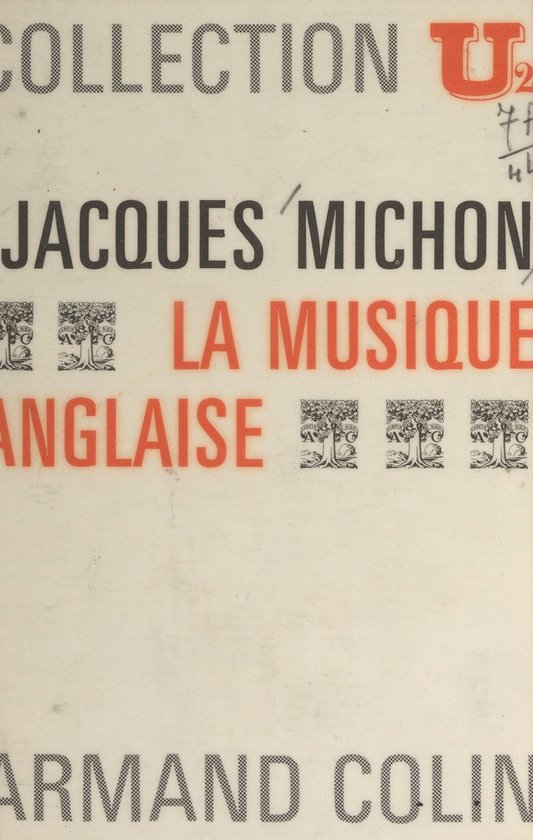 COLLECTION U2
JACQUES MICHON
LA MUSIQUE
ANGLAISE
ARMAND COLIN